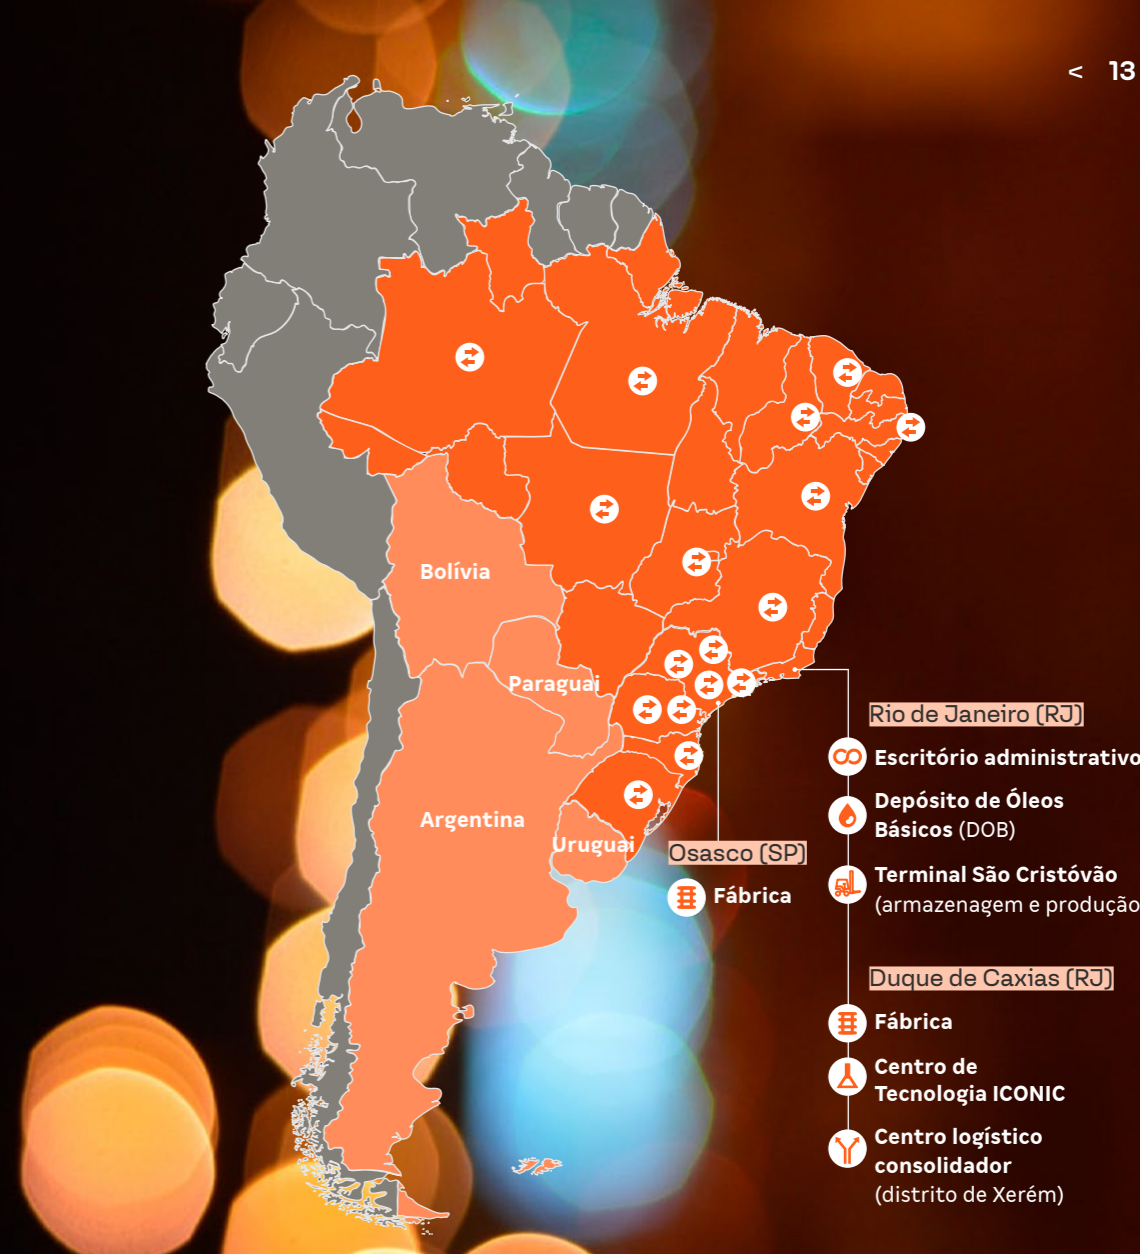 < 13
Bolívia
Paraguai
Argentina
Uruguai
Osasco (SP)
Fábrica
Rio de Janeiro (RJ)
Escritório administrativo
Depósito de Óleos
Básicos (DOB)
Terminal São Cristóvão
(armazenagem e produção
Duque de Caxias (RJ)
Fábrica
Centro de
Tecnologia ICONIC
Centro logístico
consolidador
(distrito de Xerém)